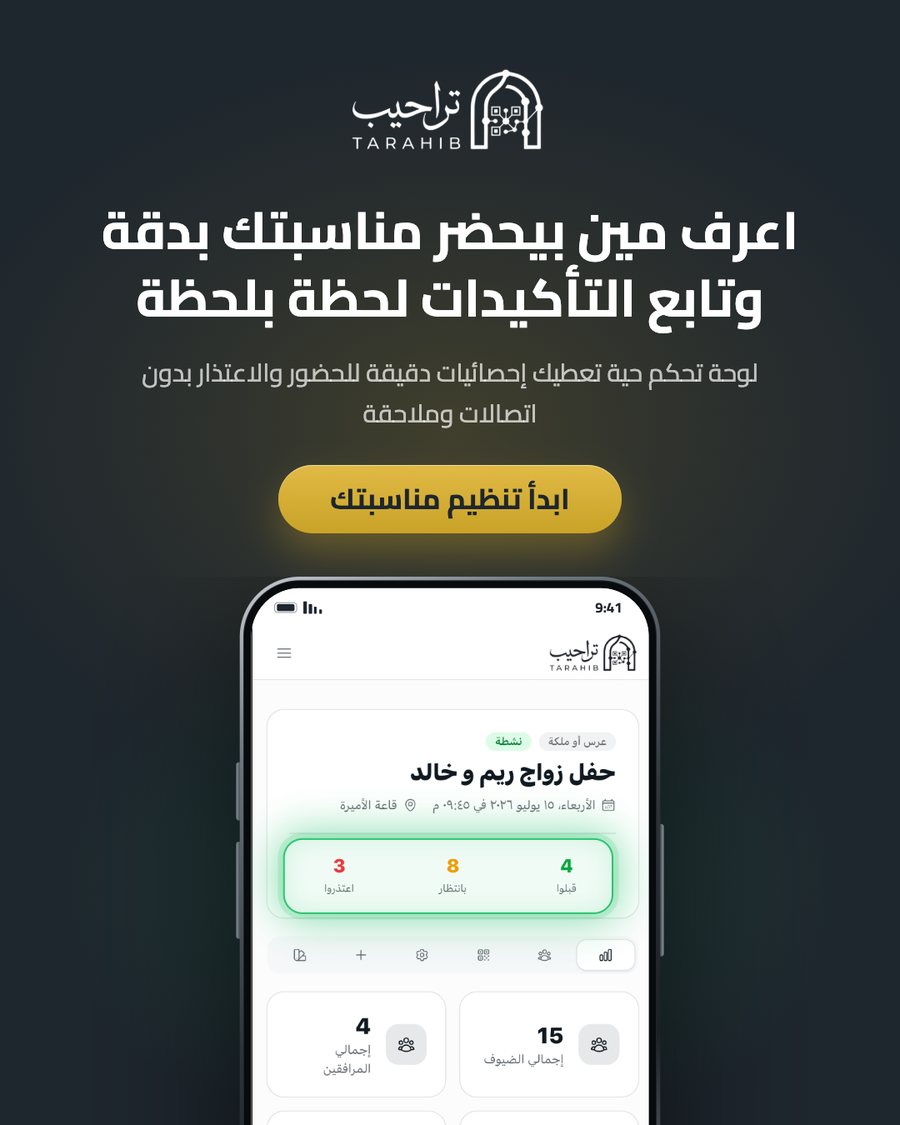 تراحيب
TARAHIB
اعرف مين بيحضر مناسبتك بدقة
وتابع التأكيدات لحظة بلحظة
لوحة تحكم حية تعطيك إحصائيات دقيقة للحضور والاعتذار بدون
اتصالات وملاحقة
ابدأ تنظيم مناسبتك
9:41
تراحيب
TARAHIB
عرس أو ملكة نشطة
حفل زواج ريم و خالد
الأربعاء، ١٥ يوليو ٢٠٢٦ في ٠٩:٤٥ م قاعة الأميرة
4 8 3
قبلوا بانتظار اعتذروا
15
إجمالي الضيوف
4
إجمالي
المرافقين